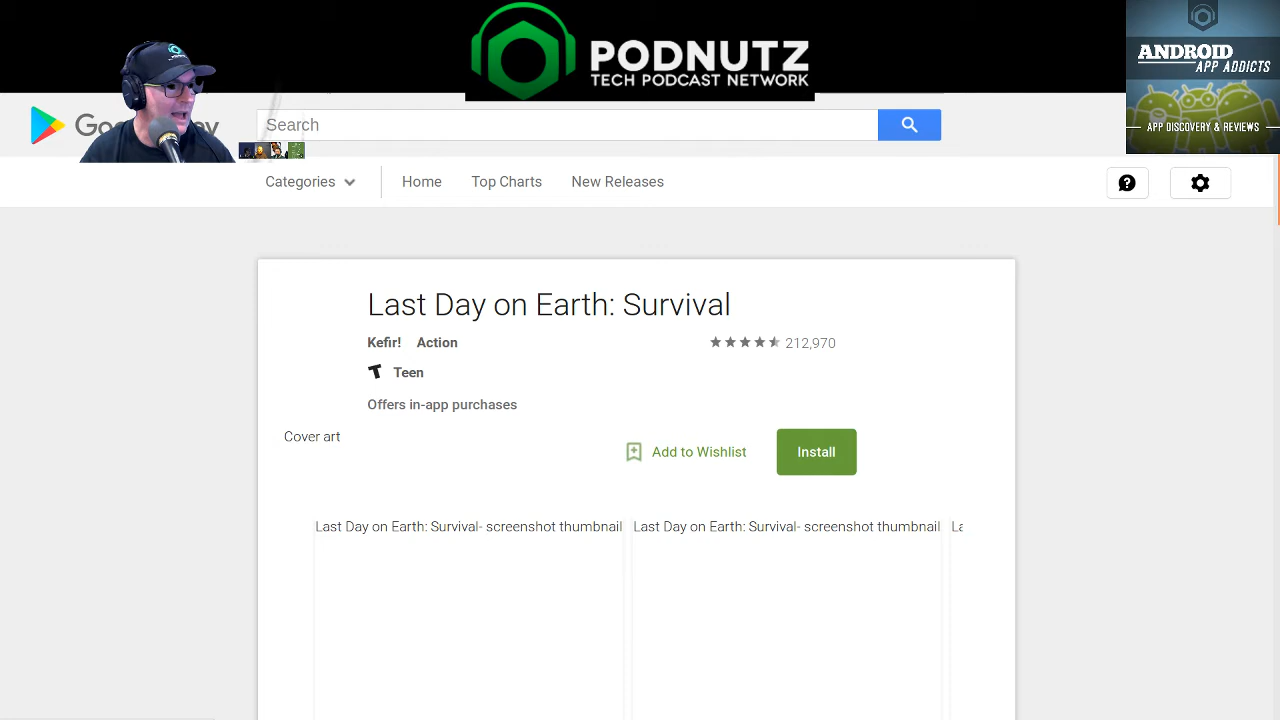 PODNUTZ
TECH PODCAST NETWORK
ANDROID
APP ADDICTS
APP DISCOVERY & REVIEWS
Search
Categories
Home
Top Charts
New Releases
Last Day on Earth: Survival
Kefir! Action
212,970
T Teen
Offers in-app purchases
Cover art
Add to Wishlist
Install
Last Day on Earth: Survival- screenshot thumbnail
Last Day on Earth: Survival- screenshot thumbnail